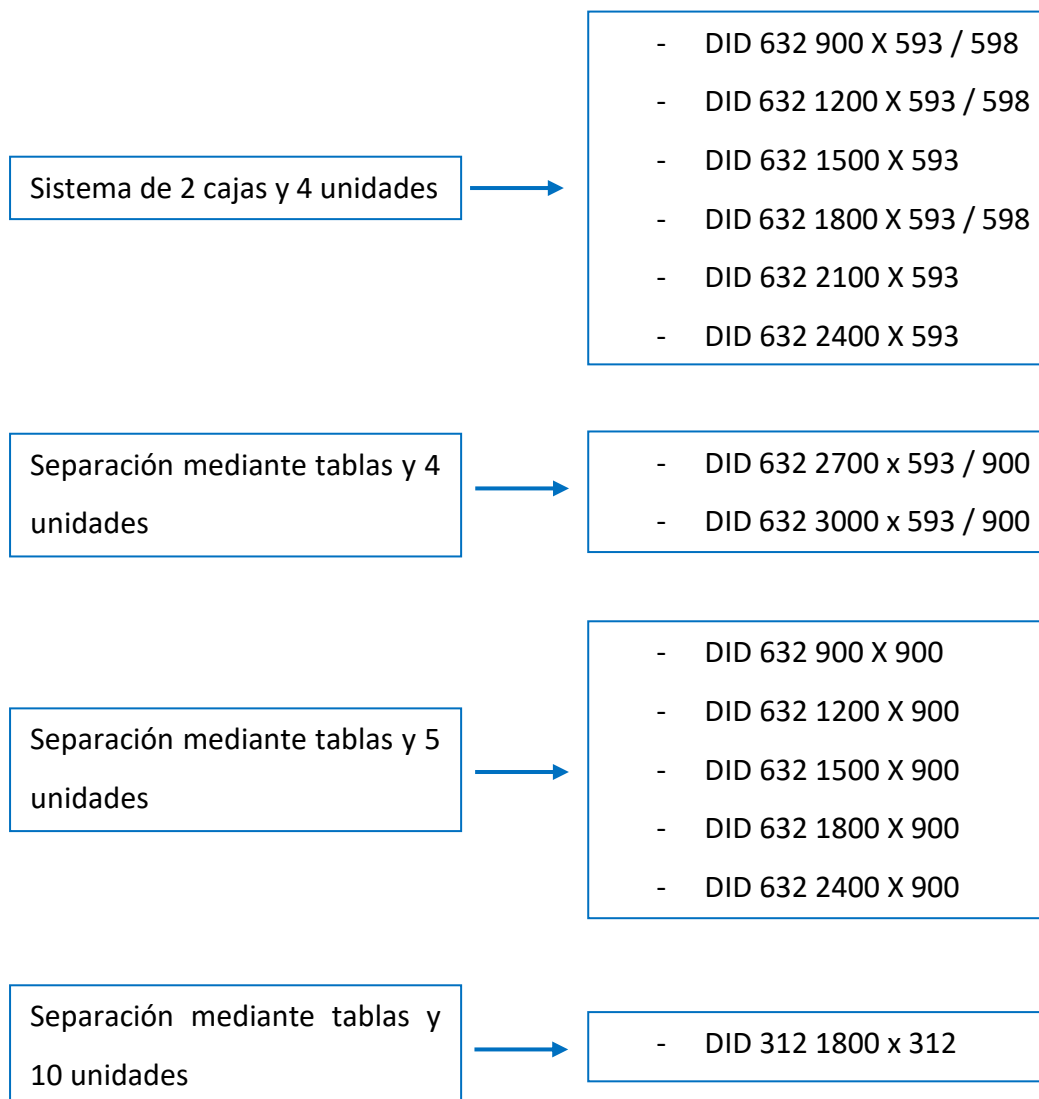 Sistema de 2 cajas y 4 unidades
- DID 632 900 X 593 / 598
- DID 632 1200 X 593 / 598
- DID 632 1500 X 593
- DID 632 1800 X 593 / 598
- DID 632 2100 X 593
- DID 632 2400 X 593
Separación mediante tablas y 4
unidades
- DID 632 2700 x 593 / 900
- DID 632 3000 x 593 / 900
Separación mediante tablas y 5
unidades
- DID 632 900 X 900
- DID 632 1200 X 900
- DID 632 1500 X 900
- DID 632 1800 X 900
- DID 632 2400 X 900
Separación mediante tablas y
10 unidades
- DID 312 1800 x 312